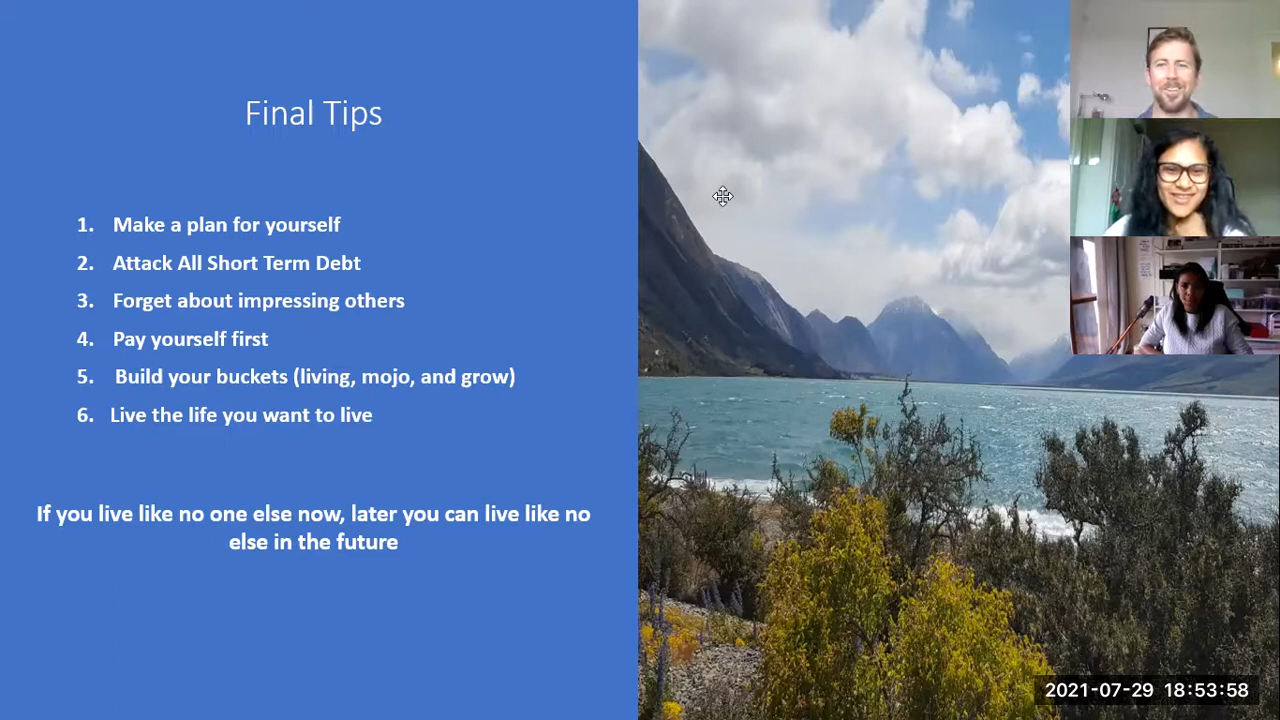 Final Tips
1. Make a plan for yourself
2. Attack All Short Term Debt
3. Forget about impressing others
4. Pay yourself first
5. Build your buckets (living, mojo, and grow)
6. Live the life you want to live
If you live like no one else now, later you can live like no
else in the future
2021-07-29 18:53:58